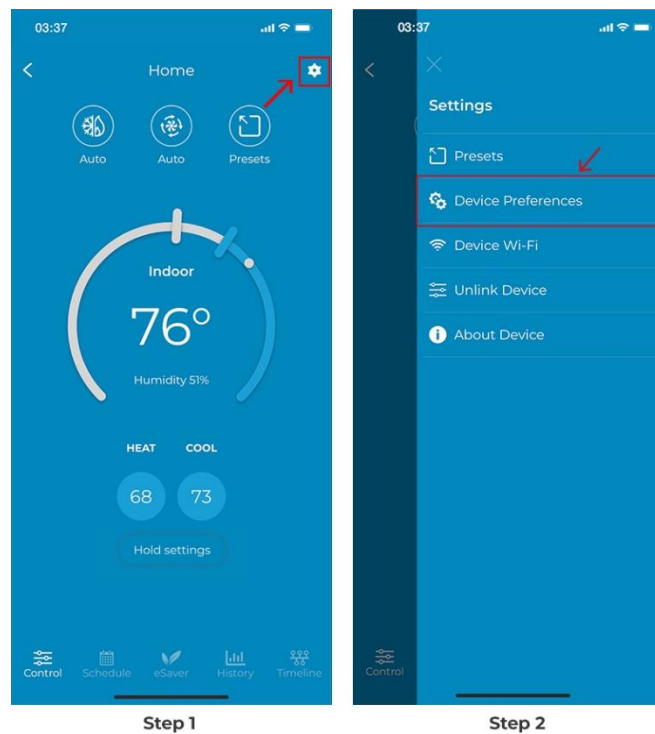 03:37
Home
Auto
Auto
Presets
Indoor
76°
Humidity 51%
HEAT COOL
68 73
Hold settings
Control Schedule eSaver History Timeline
Step 1
03:37
Settings
Presets
Device Preferences
Device Wi-Fi
Unlink Device
About Device
Control
Step 2